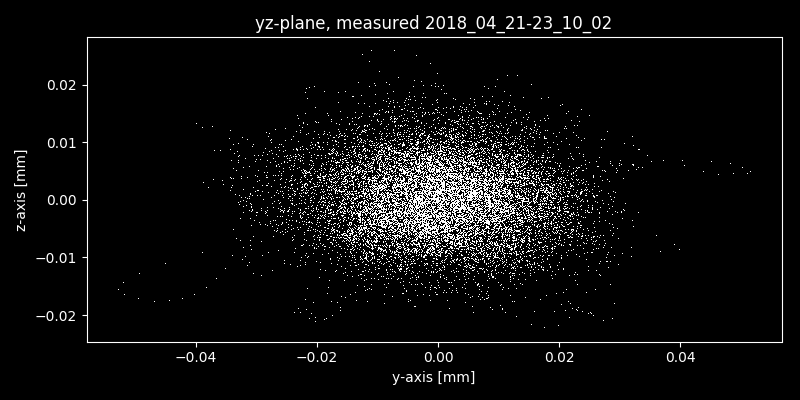 yz-plane, measured 2018_04_21-23_10_02
0.02
0.01
0.00
−0.01
−0.02
z-axis [mm]
−0.04 −0.02 0.00 0.02 0.04
y-axis [mm]